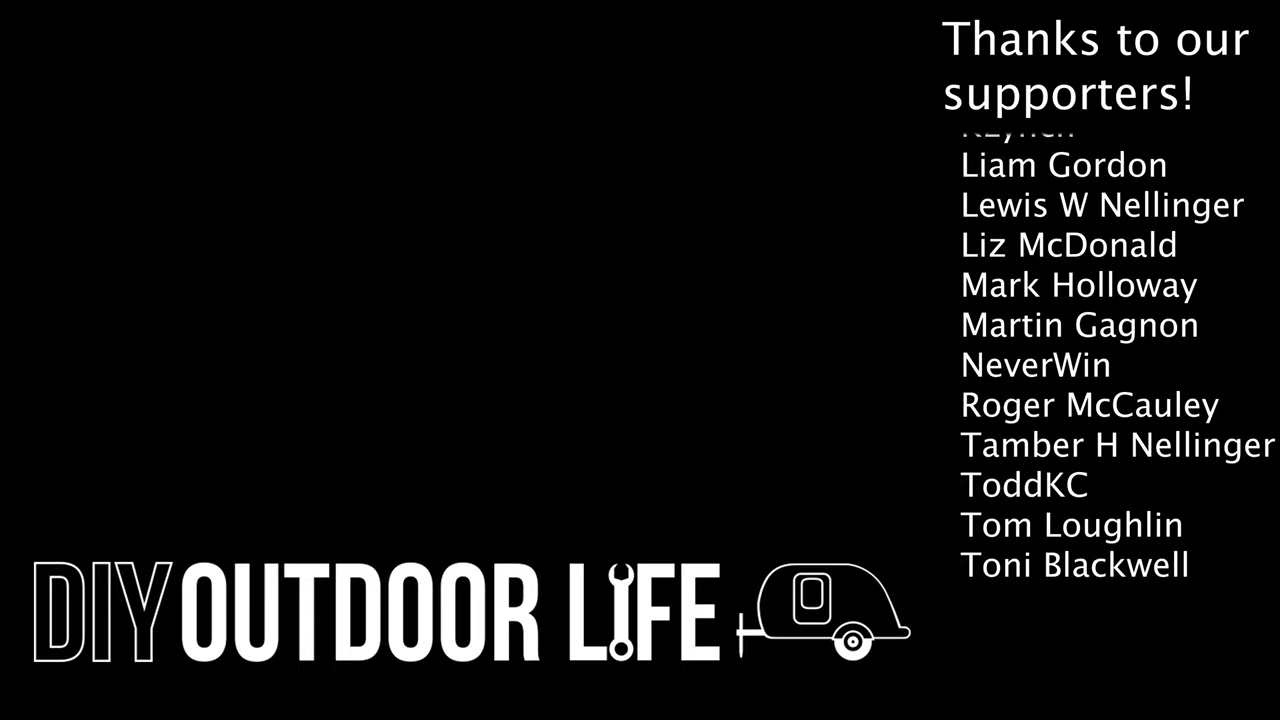 Thanks to our
supporters!
Liam Gordon
Lewis W Nellinger
Liz McDonald
Mark Holloway
Martin Gagnon
NeverWin
Roger McCauley
Tamber H Nellinger
ToddKC
Tom Loughlin
Toni Blackwell
DIY OUTDOOR LIFE